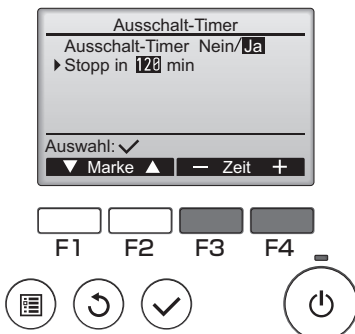 Ausschalt-Timer
Ausschalt-Timer Nein/Ja
Stopp in 120 min
Auswahl:
Marke Zeit
F1 F2 F3 F4